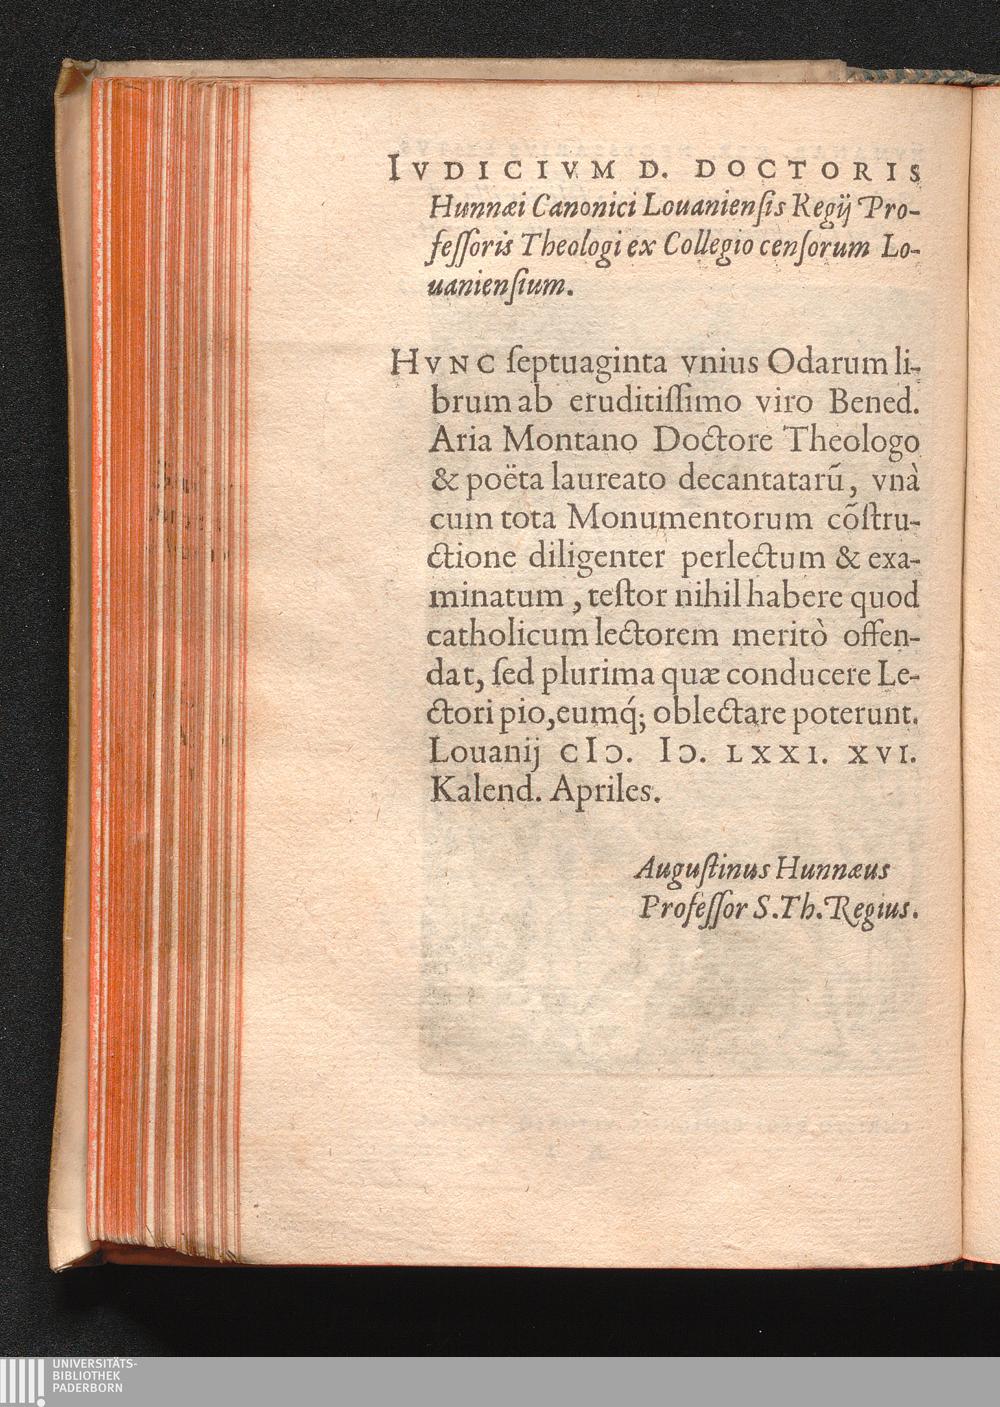 IVDICIVM D. DOCTORIS
Hunnæi Canonici Louanienſis Regij Pro-
feſſoris Theologi ex Collegio cenſorum Lo-
uanienſium.
HVNC ſeptuaginta vnius Odarum li-
brum ab eruditiſſimo viro Bened.
Aria Montano Doctore Theologo
& poëta laureato decantatarũ, vnà
cum tota Monumentorum cõſtru-
ctione diligenter perlectum & exa-
minatum, teſtor nihil habere quod
catholicum lectorem meritò offen-
dat, ſed plurima quæ conducere Le-
ctori pio, eumq́; oblectare poterunt.
Louanij CIↃ. IↃ. LXXI. XVI.
Kalend. Apriles.
Auguſtinus Hunnæus
Profeſſor S. Th. Regius.
UNIVERSITÄTS-
BIBLIOTHEK
PADERBORN